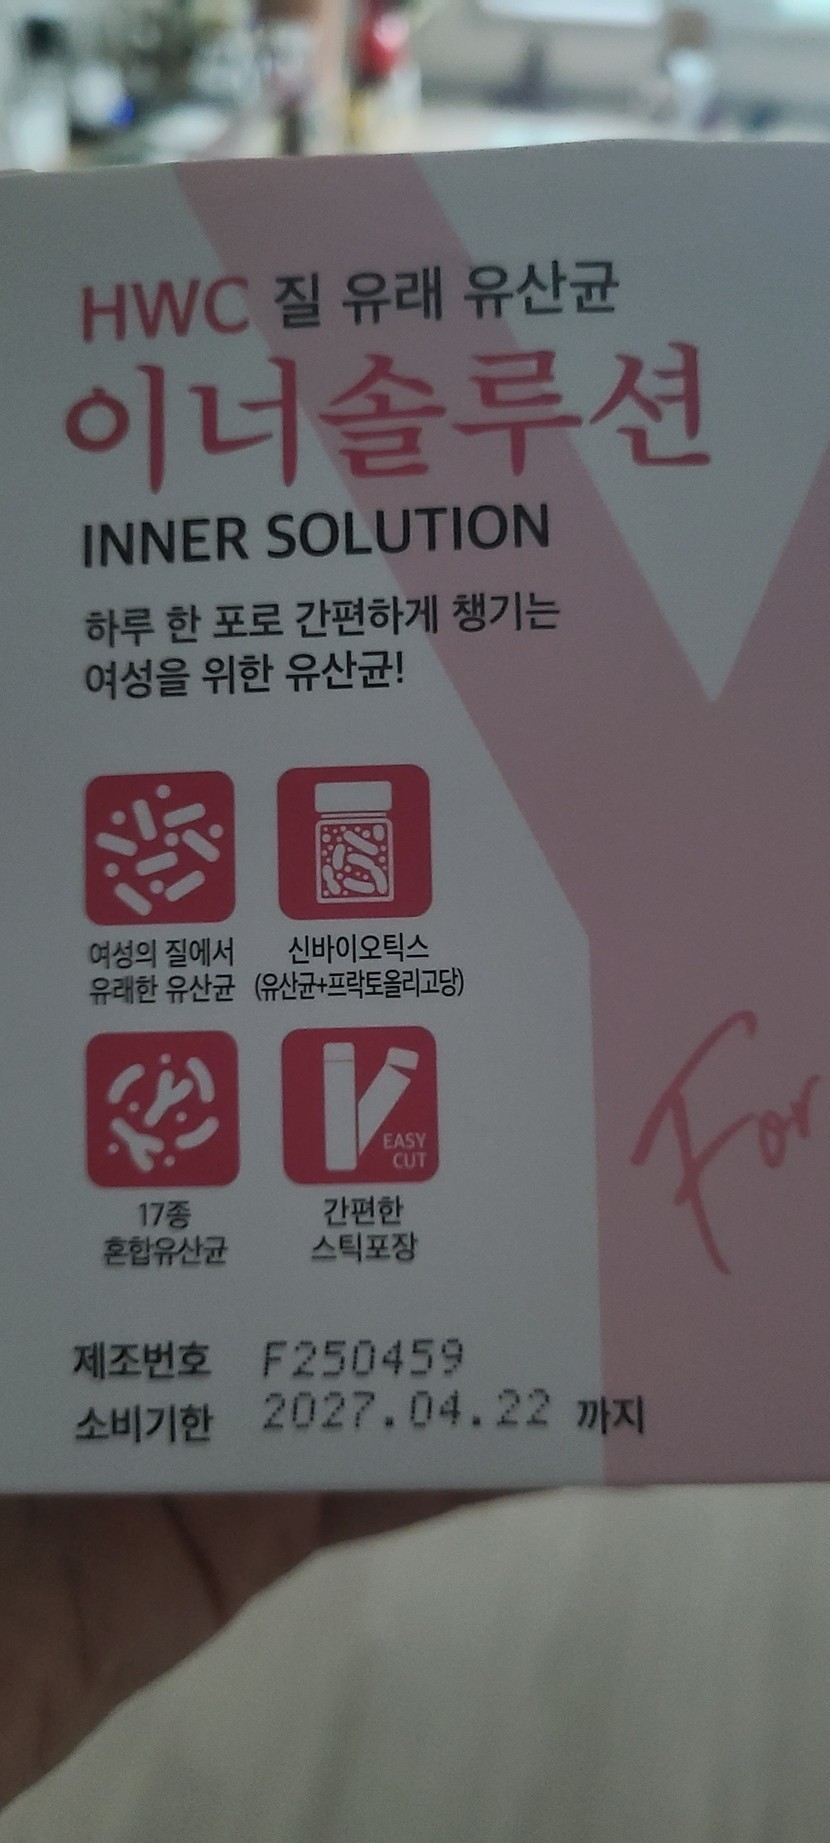 HWC 질 유래 유산균
이너솔루션
INNER SOLUTION
하루 한 포로 간편하게 챙기는
여성을 위한 유산균!
여성의 질에서
유래한 유산균
신바이오틱스
(유산균+프락토올리고당)
17종
혼합유산균
EASY
CUT
간편한
스틱포장
For
제조번호 F250459
소비기한 2027.04.22 까지